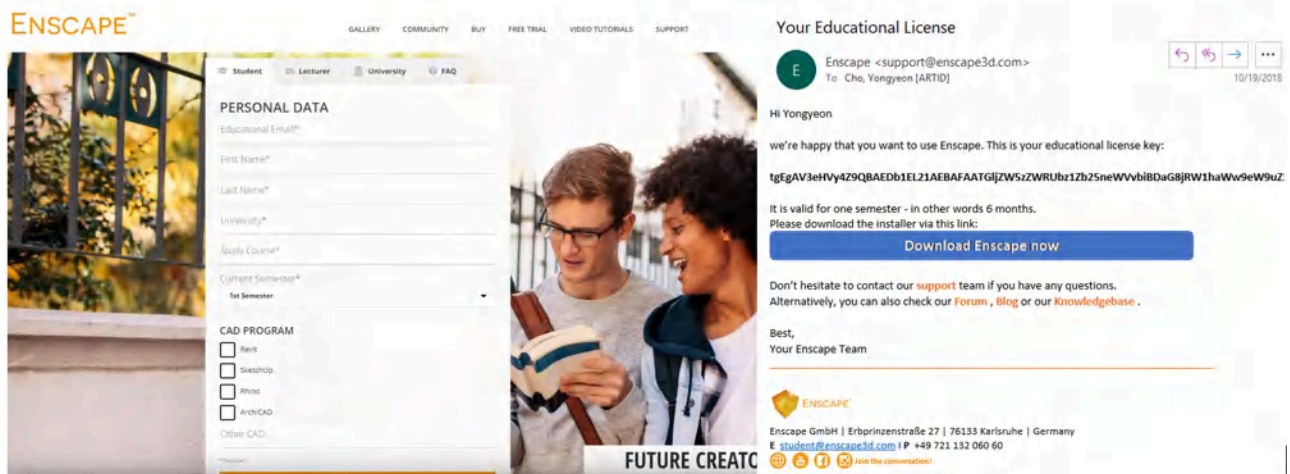 ENSCAPE™
GALLERY COMMUNITY BUY FREE TRIAL VIDEO TUTORIALS SUPPORT
Student Lecturer University FAQ
PERSONAL DATA
Educational Email*
First Name*
Last Name*
University*
Study Course*
Current Semester*
1st Semester
CAD PROGRAM
Revit
SketchUp
Rhino
ArchiCAD
Other CAD
FUTURE CREATO
Your Educational License
E
Enscape <support@enscape3d.com>
To Cho, Yongyeon [ARTID]
10/19/2018
Hi Yongyeon
we're happy that you want to use Enscape. This is your educational license key:
It is valid for one semester - in other words 6 months.
Please download the installer via this link:
Download Enscape now
Don't hesitate to contact our support team if you have any questions.
Alternatively, you can also check our Forum , Blog or our Knowledgebase .
Best,
Your Enscape Team
ENSCAPE™
Enscape GmbH | Erbprinzenstraße 27 | 76133 Karlsruhe | Germany
E student@enscape3d.com I P +49 721 132 060 60
Join the conversation!